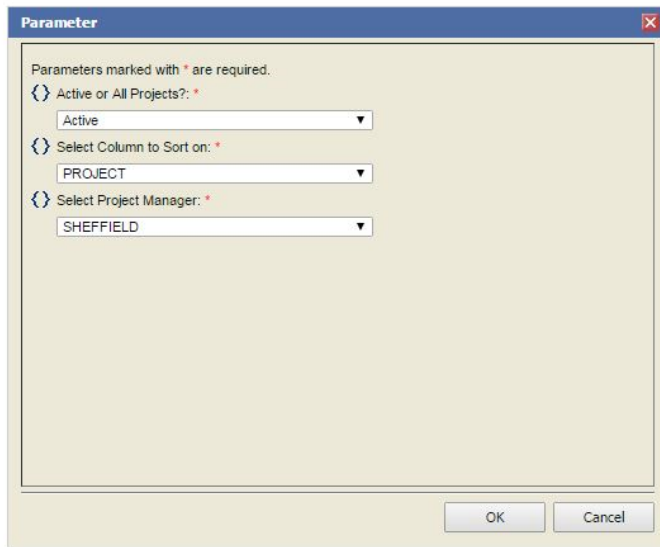 Parameter
Parameters marked with * are required.
{} Active or All Projects?: *
Active
{} Select Column to Sort on: *
PROJECT
{} Select Project Manager: *
SHEFFIELD
OK
Cancel